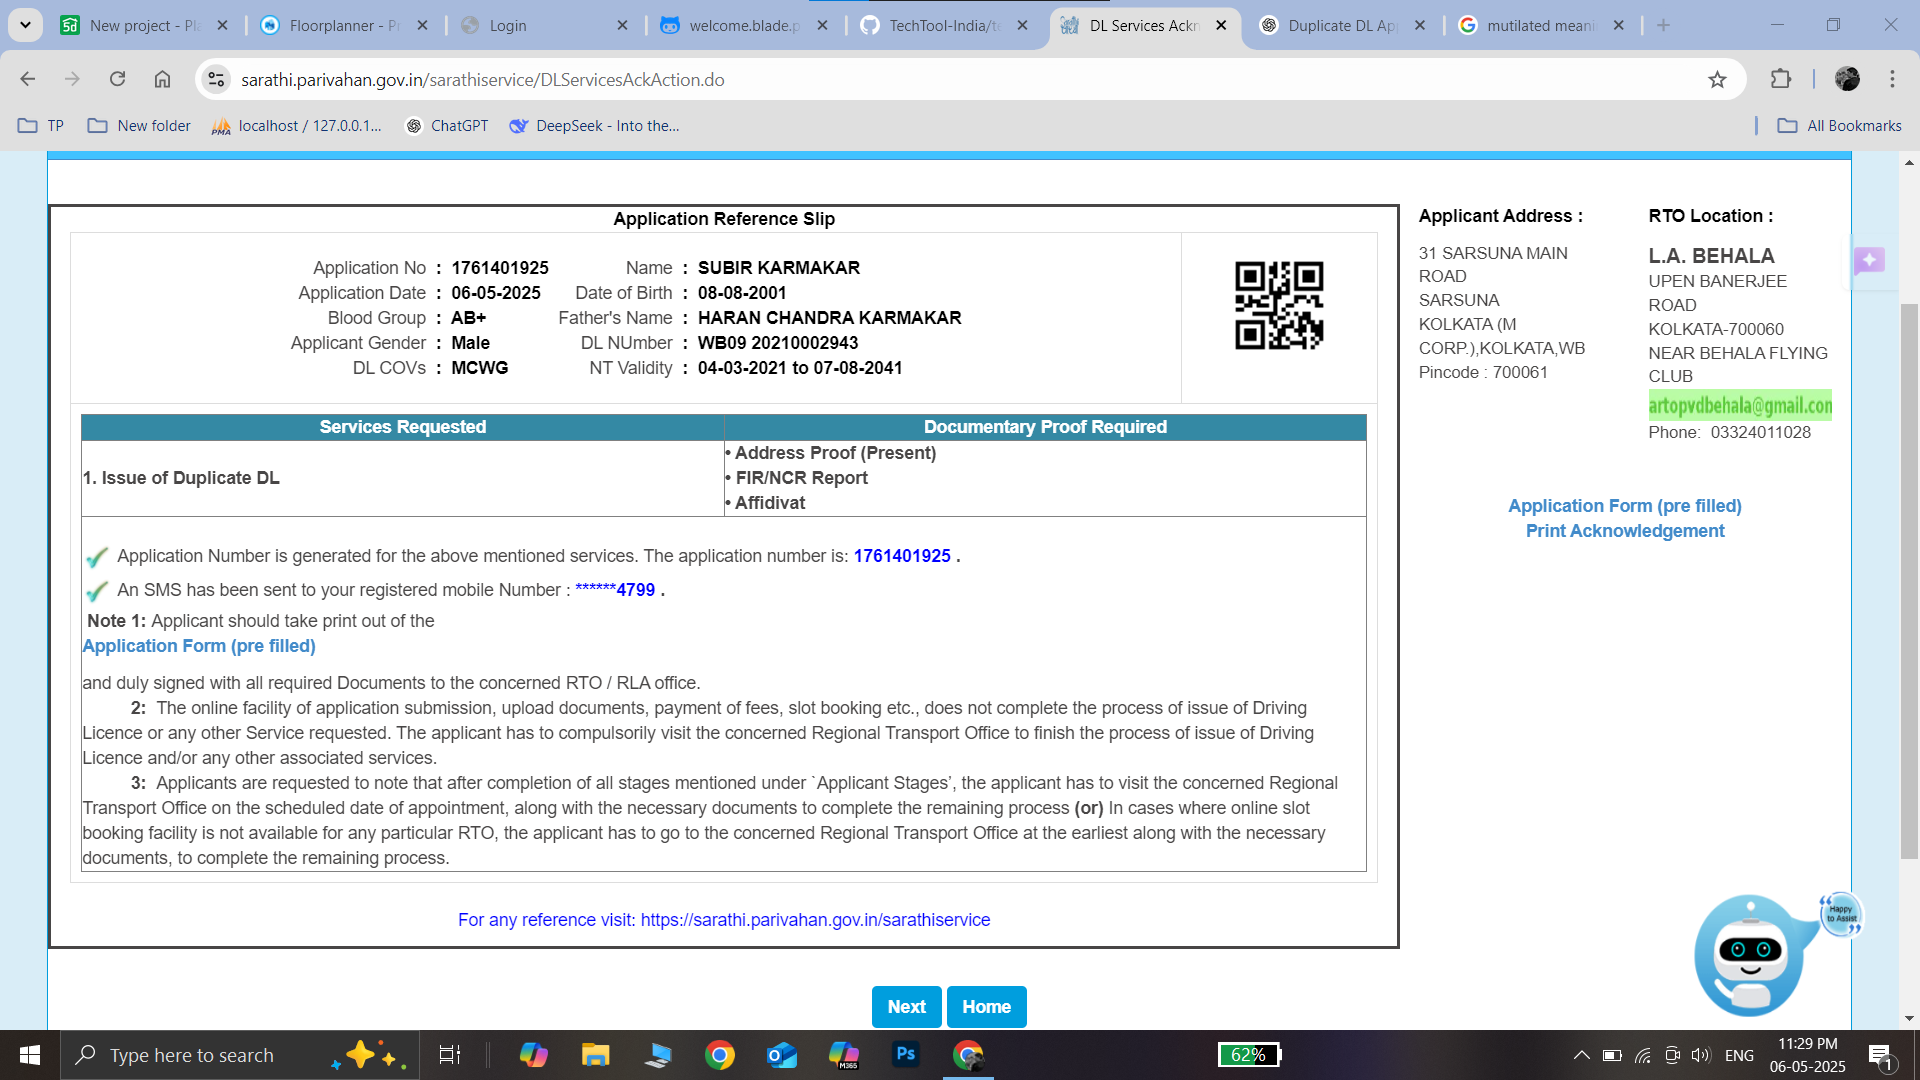 New project - Pla
Floorplanner - Pr
Login
welcome.blade.p
TechTool-India/te
DL Services Ackn
Duplicate DL App
mutilated meani
sarathi.parivahan.gov.in/sarathiservice/DLServicesAckAction.do
TP
New folder
localhost / 127.0.0.1...
ChatGPT
DeepSeek - Into the...
All Bookmarks
Application Reference Slip
Application No : 1761401925 Name : SUBIR KARMAKAR
Application Date : 06-05-2025 Date of Birth : 08-08-2001
Blood Group : AB+ Father's Name : HARAN CHANDRA KARMAKAR
Applicant Gender : Male DL NUmber : WB09 20210002943
DL COVs : MCWG NT Validity : 04-03-2021 to 07-08-2041
Services Requested Documentary Proof Required
1. Issue of Duplicate DL
• Address Proof (Present)
• FIR/NCR Report
• Affidivat
Application Number is generated for the above mentioned services. The application number is: 1761401925 .
An SMS has been sent to your registered mobile Number : ******4799 .
Note 1: Applicant should take print out of the
Application Form (pre filled)
and duly signed with all required Documents to the concerned RTO / RLA office.
2: The online facility of application submission, upload documents, payment of fees, slot booking etc., does not complete the process of issue of Driving
Licence or any other Service requested. The applicant has to compulsorily visit the concerned Regional Transport Office to finish the process of issue of Driving
Licence and/or any other associated services.
3: Applicants are requested to note that after completion of all stages mentioned under `Applicant Stages’, the applicant has to visit the concerned Regional
Transport Office on the scheduled date of appointment, along with the necessary documents to complete the remaining process (or) In cases where online slot
booking facility is not available for any particular RTO, the applicant has to go to the concerned Regional Transport Office at the earliest along with the necessary
documents, to complete the remaining process.
For any reference visit: https://sarathi.parivahan.gov.in/sarathiservice
Next
Home
Applicant Address :
31 SARSUNA MAIN
ROAD
SARSUNA
KOLKATA (M
CORP.),KOLKATA,WB
Pincode : 700061
RTO Location :
L.A. BEHALA
UPEN BANERJEE
ROAD
KOLKATA-700060
NEAR BEHALA FLYING
CLUB
artopvdbehala@gmail.con
Phone: 03324011028
Application Form (pre filled)
Print Acknowledgement
Happy
to Assist
Type here to search
M365
Ps
62%
ENG
11:29 PM
06-05-2025
1